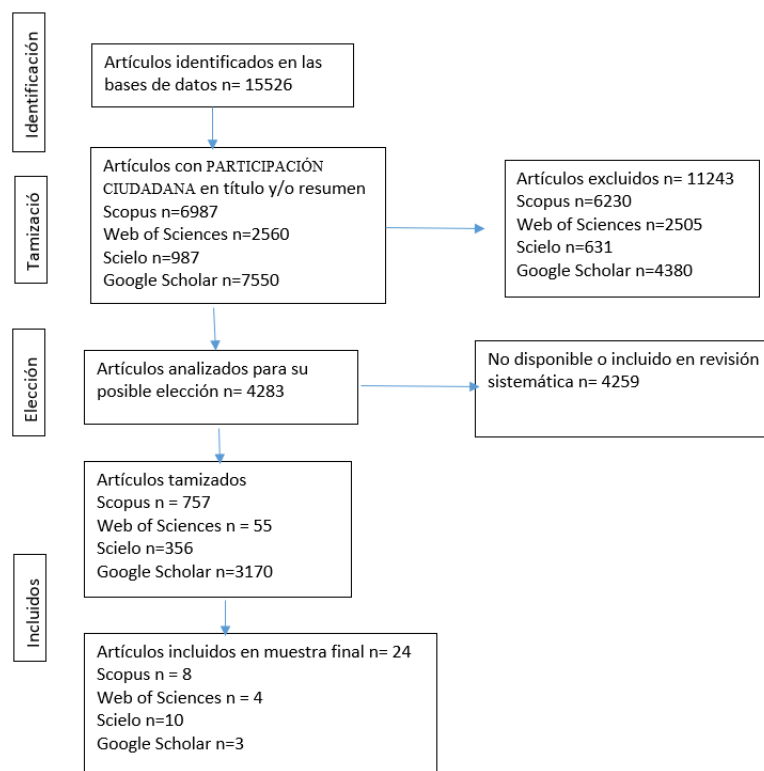 Identificación
Artículos identificados en las
bases de datos n= 15526
Tamizació
Artículos con PARTICIPACIÓN
CIUDADANA en título y/o resumen
Scopus n=6987
Web of Sciences n=2560
Scielo n=987
Google Scholar n=7550
Artículos excluidos n= 11243
Scopus n=6230
Web of Sciences n=2505
Scielo n=631
Google Scholar n=4380
Elección
Artículos analizados para su
posible elección n= 4283
No disponible o incluido en revisión
sistemática n= 4259
Artículos tamizados
Scopus n = 757
Web of Sciences n = 55
Scielo n=356
Google Scholar n=3170
Incluidos
Artículos incluidos en muestra final n= 24
Scopus n = 8
Web of Sciences n = 4
Scielo n=10
Google Scholar n=3